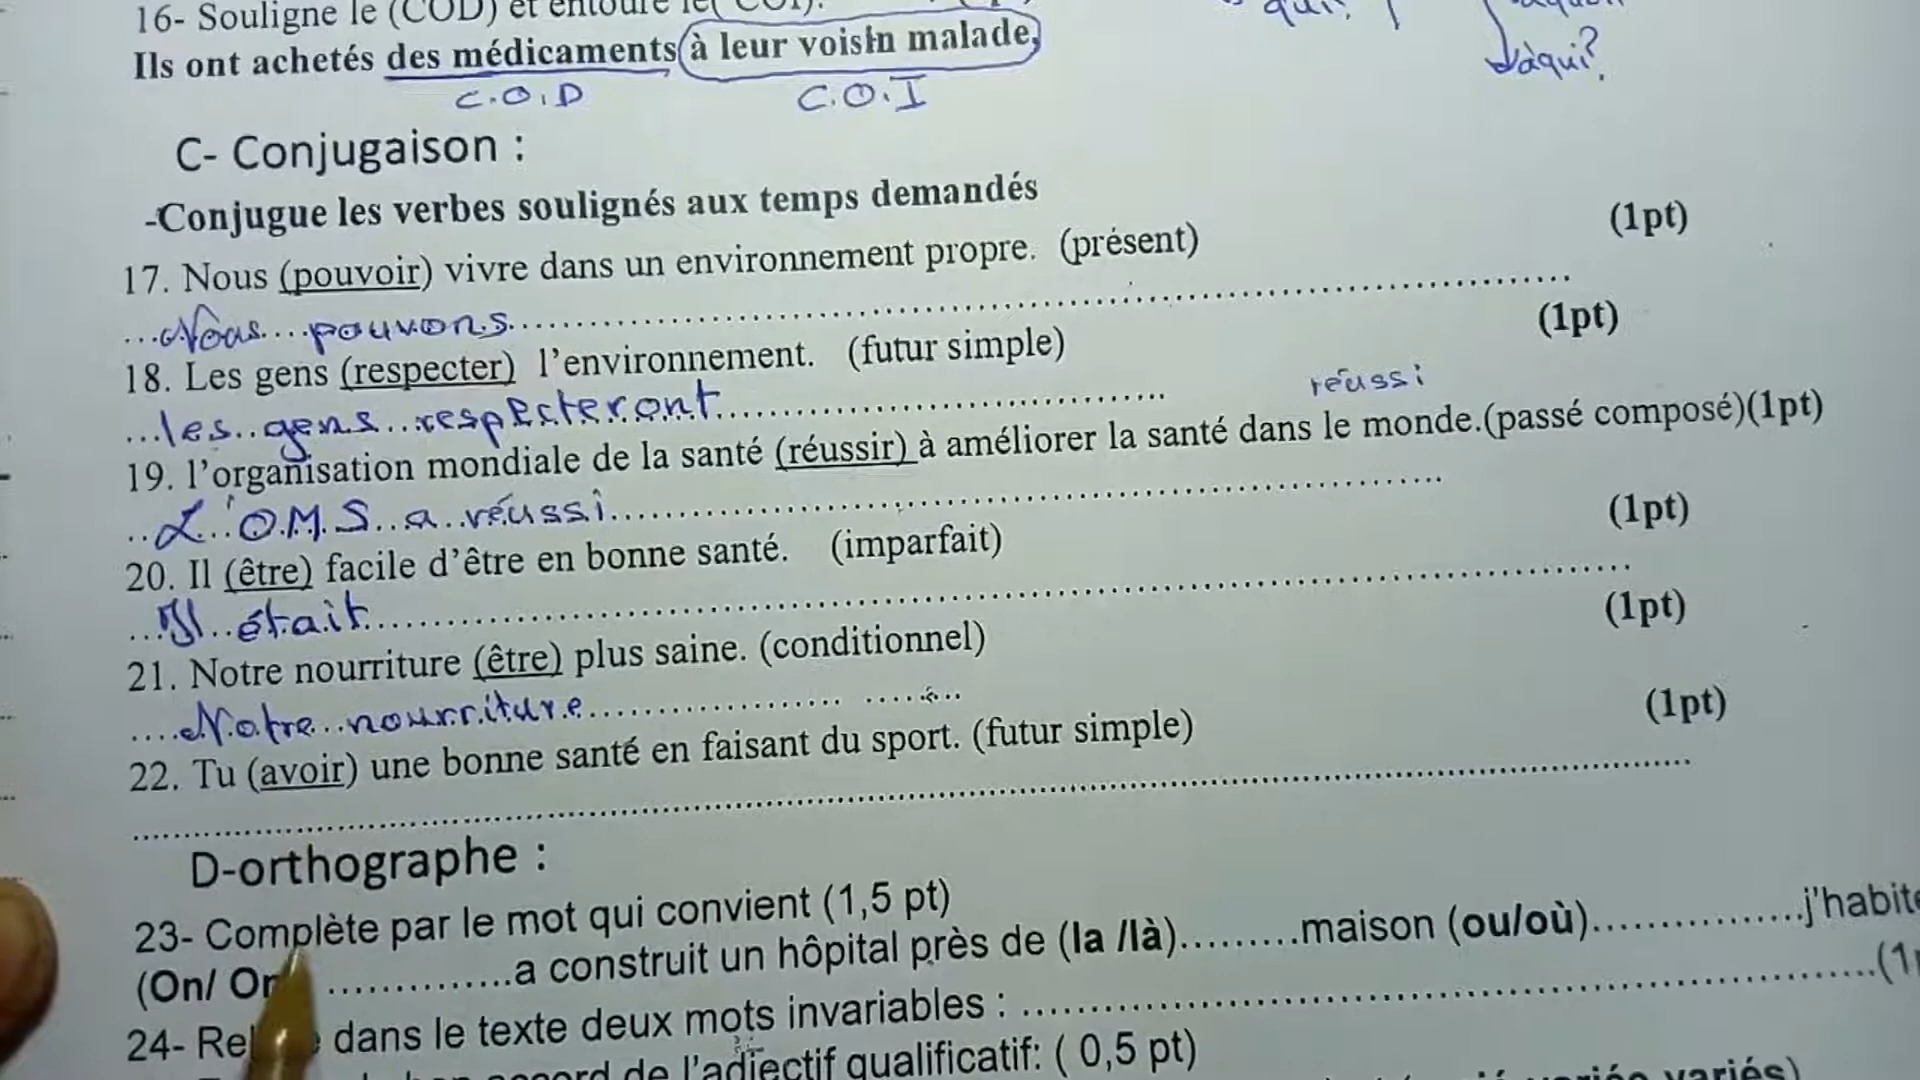 16- Souligne le (COD) et entoure le( COI).
qui?
Ils ont achetés des médicaments à leur voisin malade,
à qui?
C.O.D C.O.I
C- Conjugaison :
-Conjugue les verbes soulignés aux temps demandés
17. Nous (pouvoir) vivre dans un environnement propre. (présent) (1pt)
...Nous...pouvons...
18. Les gens (respecter) l'environnement. (futur simple) (1pt)
...les..gens..respecteront...
réussi
19. l'organisation mondiale de la santé (réussir) à améliorer la santé dans le monde.(passé composé)(1pt)
..L'O.M.S..a..réussi...
20. Il (être) facile d'être en bonne santé. (imparfait) (1pt)
...Il..était...
21. Notre nourriture (être) plus saine. (conditionnel) (1pt)
....Notre...nourriture...
22. Tu (avoir) une bonne santé en faisant du sport. (futur simple) (1pt)
D-orthographe :
23- Complète par le mot qui convient (1,5 pt)
(On/ On ...............a construit un hôpital près de (la /là).........maison (ou/où)................j'habite
24- Re dans le texte deux mots invariables : ...
accord de l'adjectif qualificatif: ( 0,5 pt)
variés)